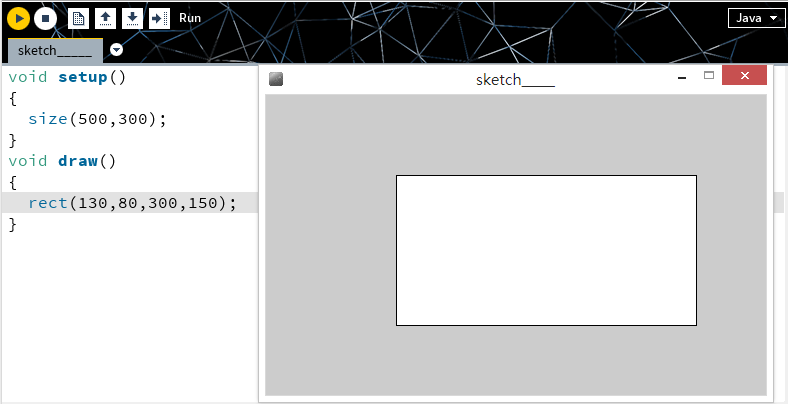 Run
Java
sketch_____
void setup()
{
  size(500,300);
}
void draw()
{
  rect(130,80,300,150);
}
sketch____